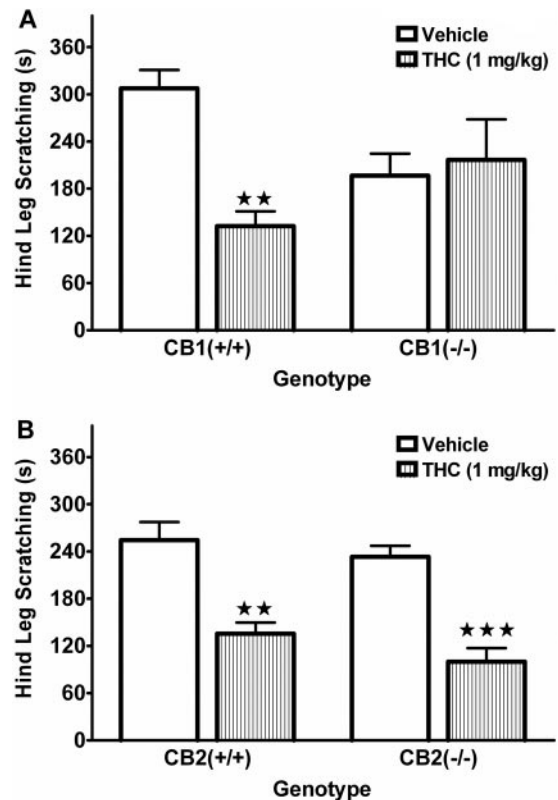 A
Vehicle
THC (1 mg/kg)
Hind Leg Scratching (s)
360
300
240
180
120
60
0
★★
CB1(+/+)
CB1(-/-)
Genotype
B
Vehicle
THC (1 mg/kg)
Hind Leg Scratching (s)
360
300
240
180
120
60
0
★★
★★★
CB2(+/+)
CB2(-/-)
Genotype